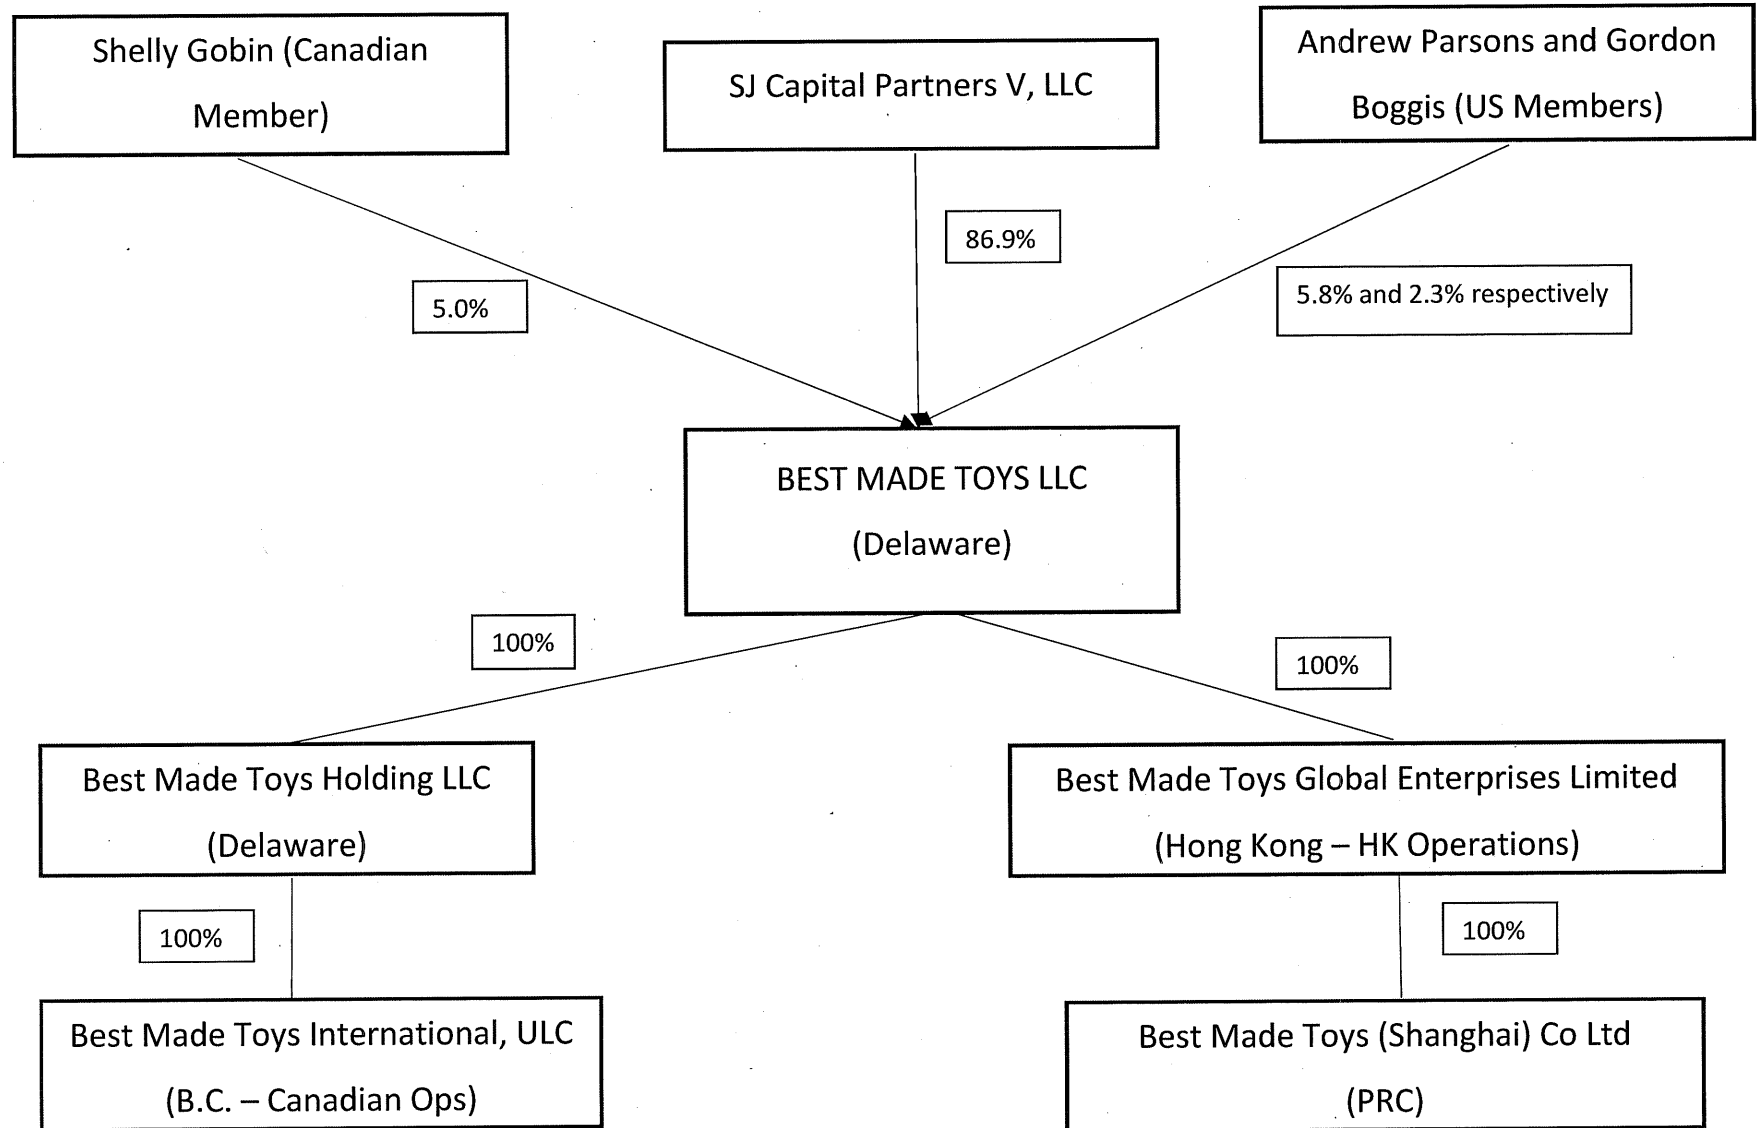 Shelly Gobin (Canadian
Member)
SJ Capital Partners V, LLC
Andrew Parsons and Gordon
Boggis (US Members)
86.9%
5.0%
5.8% and 2.3% respectively
BEST MADE TOYS LLC
(Delaware)
100%
100%
Best Made Toys Holding LLC
(Delaware)
Best Made Toys Global Enterprises Limited
(Hong Kong – HK Operations)
100%
100%
Best Made Toys International, ULC
(B.C. – Canadian Ops)
Best Made Toys (Shanghai) Co Ltd
(PRC)